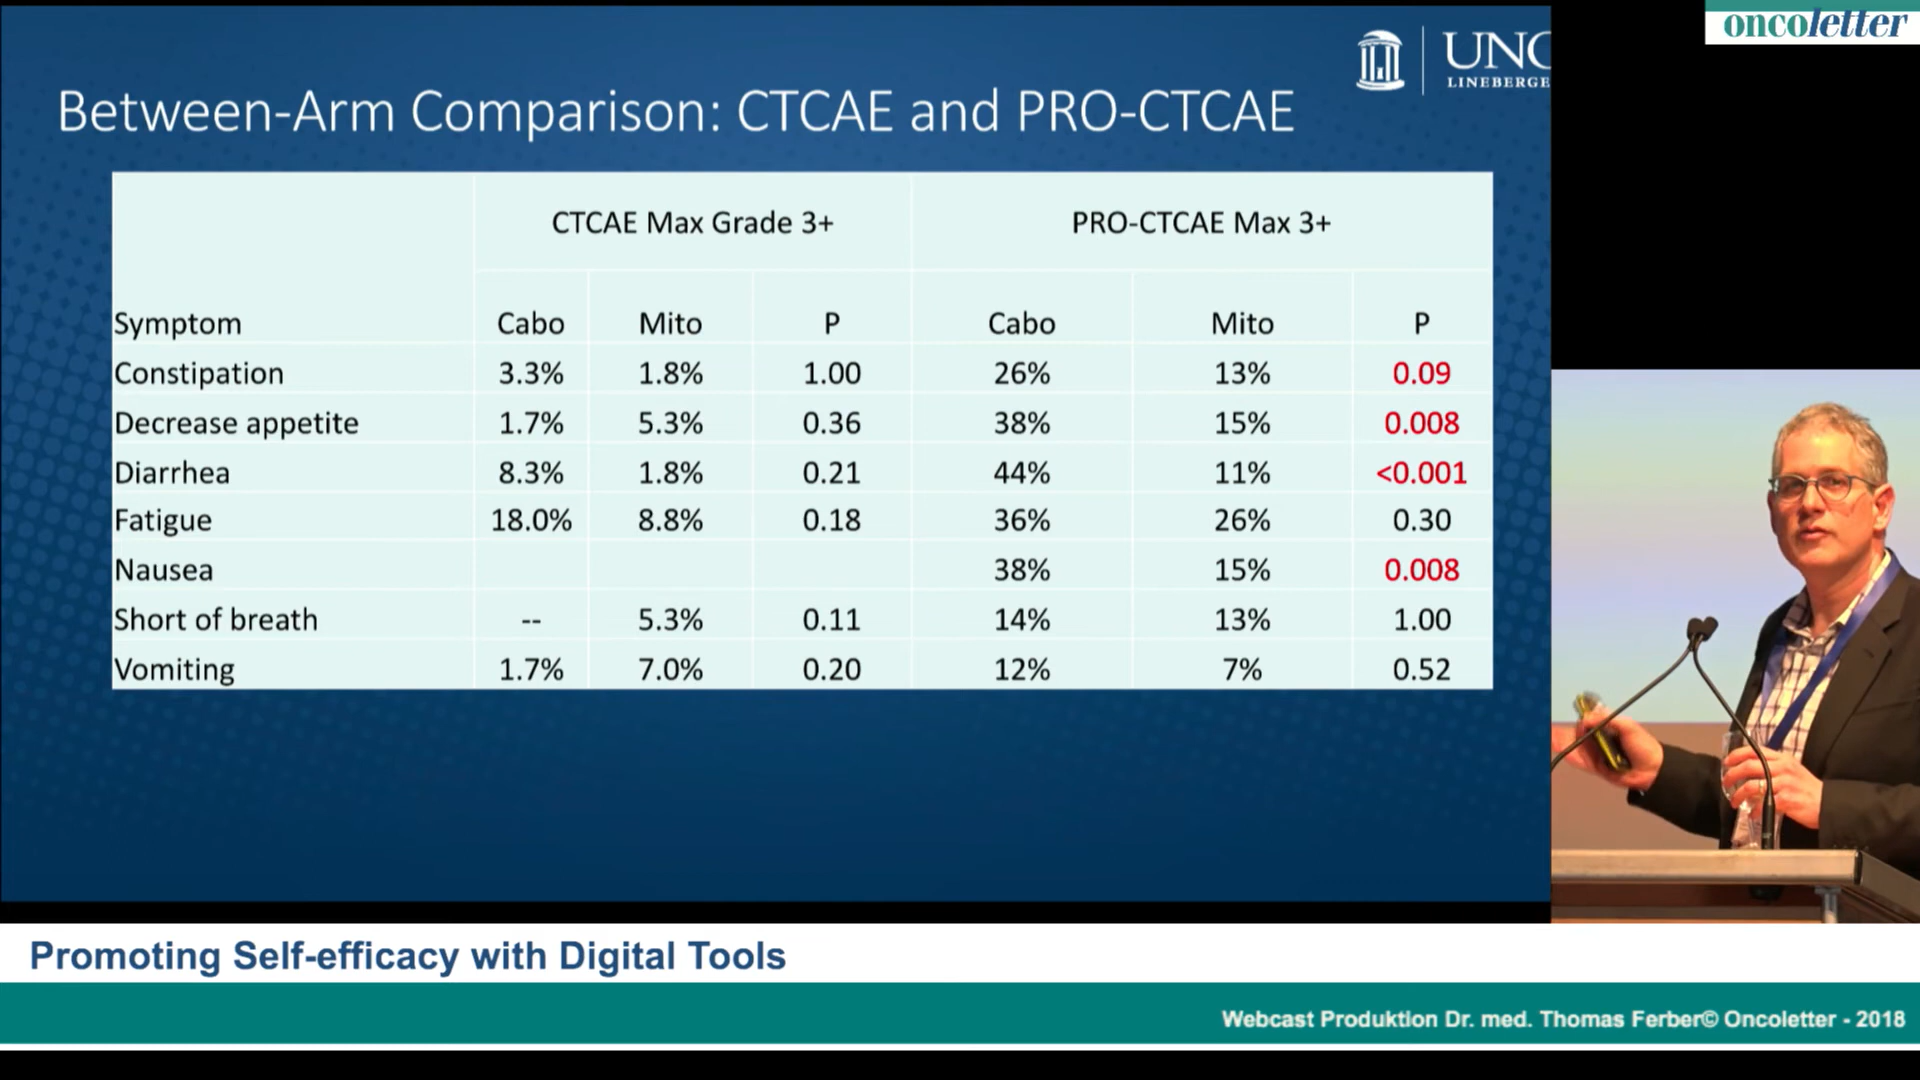 oncoletter
UNC
LINEBERGE
Between-Arm Comparison: CTCAE and PRO-CTCAE
CTCAE Max Grade 3+ PRO-CTCAE Max 3+
Symptom Cabo Mito P Cabo Mito P
Constipation 3.3% 1.8% 1.00 26% 13% 0.09
Decrease appetite 1.7% 5.3% 0.36 38% 15% 0.008
Diarrhea 8.3% 1.8% 0.21 44% 11% <0.001
Fatigue 18.0% 8.8% 0.18 36% 26% 0.30
Nausea 38% 15% 0.008
Short of breath -- 5.3% 0.11 14% 13% 1.00
Vomiting 1.7% 7.0% 0.20 12% 7% 0.52
Promoting Self-efficacy with Digital Tools
Webcast Produktion Dr. med. Thomas Ferber© Oncoletter - 2018